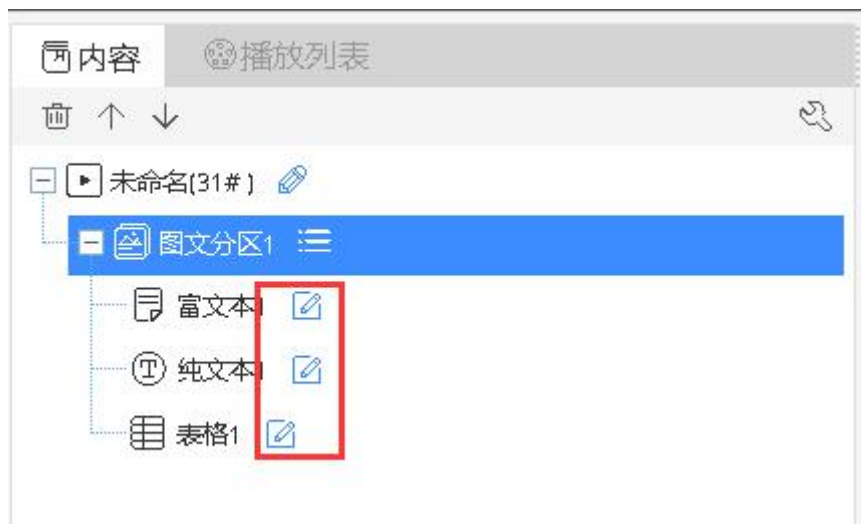 内容 播放列表
未命名(31#)
图文分区1
富文本1
纯文本1
表格1